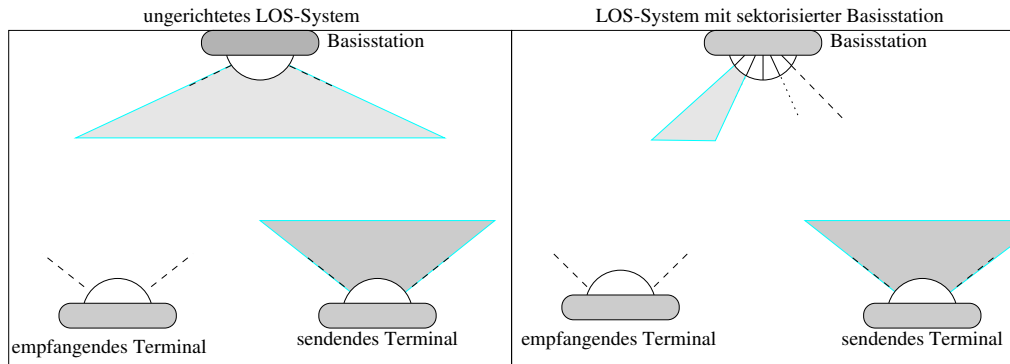 ungerichtetes LOS-System
LOS-System mit sektorisierter Basisstation
Basisstation
Basisstation
empfangendes Terminal
sendendes Terminal
empfangendes Terminal
sendendes Terminal